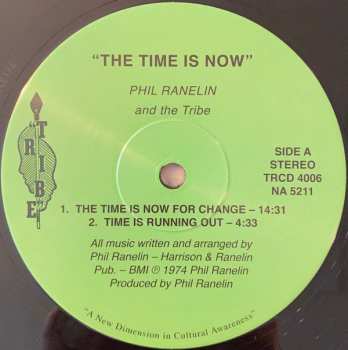 "THE TIME IS NOW"
PHIL RANELIN
and the Tribe
"TRIBE"
SIDE A
STEREO
TRCD 4006
NA 5211
1. THE TIME IS NOW FOR CHANGE – 14:31
2. TIME IS RUNNING OUT – 4:33
All music written and arranged by
Phil Ranelin – Harrison & Ranelin
Pub. – BMI ℗ 1974 Phil Ranelin
Produced by Phil Ranelin
"A New Dimension in Cultural Awareness"